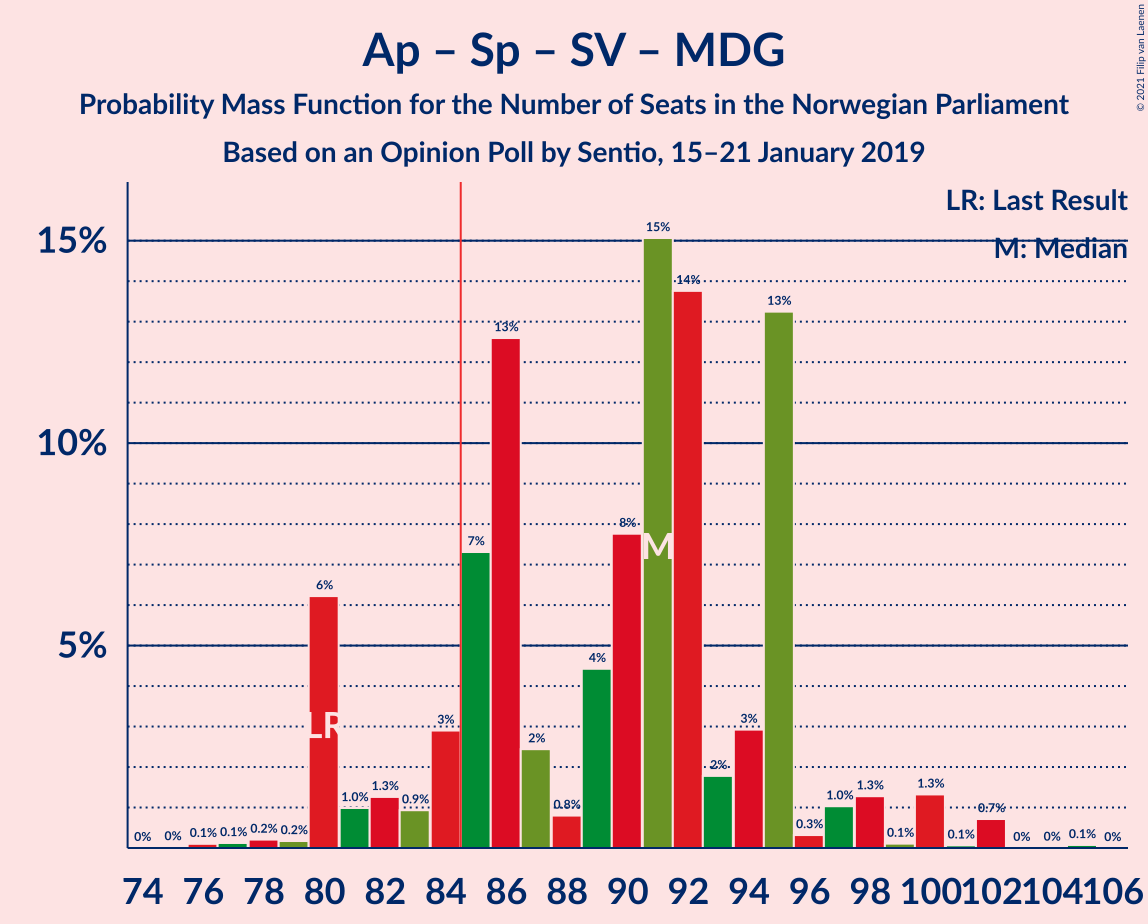 Ap – Sp – SV – MDG
Probability Mass Function for the Number of Seats in the Norwegian Parliament
Based on an Opinion Poll by Sentio, 15–21 January 2019
© 2021 Filip van Laenen
LR: Last Result
M: Median
15%
10%
5%
0% 0% 0.1% 0.1% 0.2% 0.2% 6% 1.0% 1.3% 0.9% 3% 7% 13% 2% 0.8% 4% 8% 15% 14% 2% 3% 13% 0.3% 1.0% 1.3% 0.1% 1.3% 0.1% 0.7% 0% 0% 0.1% 0%
LR
M
74 76 78 80 82 84 86 88 90 92 94 96 98 100 102 104 106